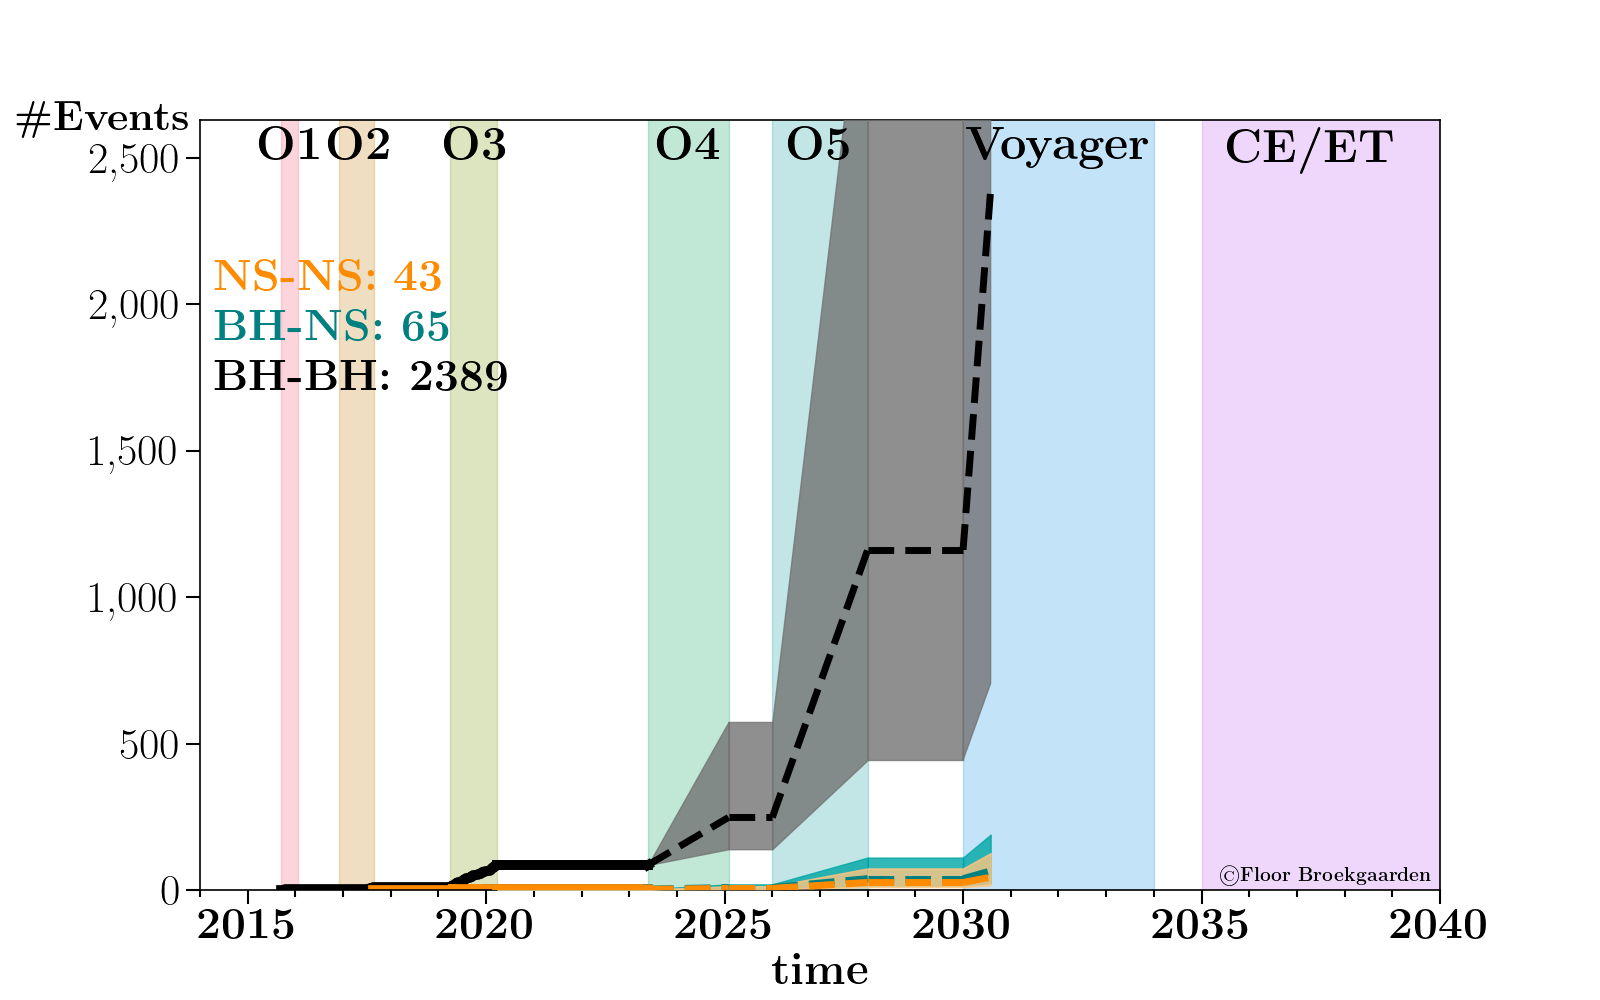 #Events
O1 O2 O3 O4 O5 Voyager CE/ET
2,500
NS-NS: 43
2,000
BH-NS: 65
BH-BH: 2389
1,500
1,000
500
©Floor Broekgaarden
0
2015 2020 2025 2030 2035 2040
time